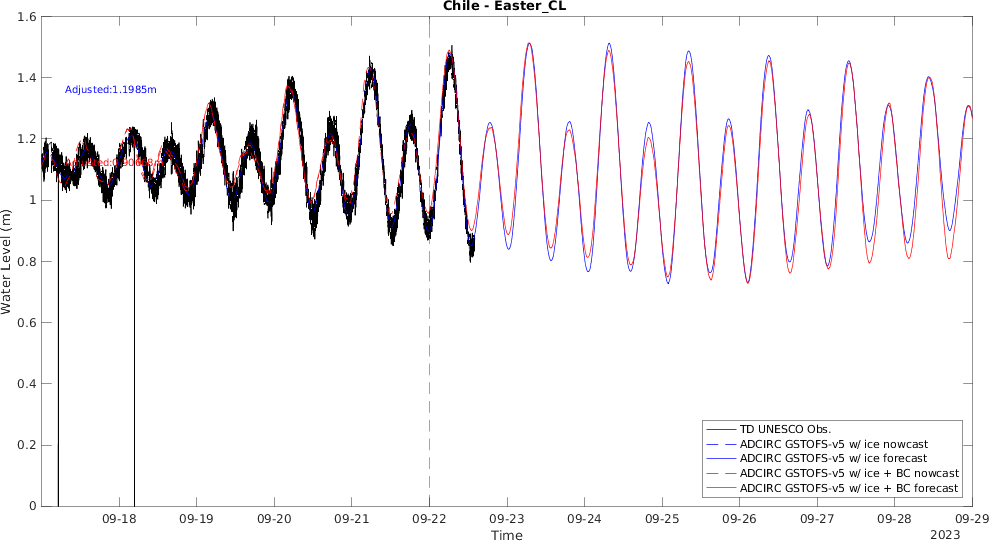 Chile - Easter_CL
1.6
1.4
1.2
1
0.8
0.6
0.4
0.2
0
Water Level (m)
Adjusted:1.1985m
09-18
09-19
09-20
09-21
09-22
09-23
09-24
09-25
09-26
09-27
09-28
09-29
Time
2023
TD UNESCO Obs.
ADCIRC GSTOFS-v5 w/ ice nowcast
ADCIRC GSTOFS-v5 w/ ice forecast
ADCIRC GSTOFS-v5 w/ ice + BC nowcast
ADCIRC GSTOFS-v5 w/ ice + BC forecast